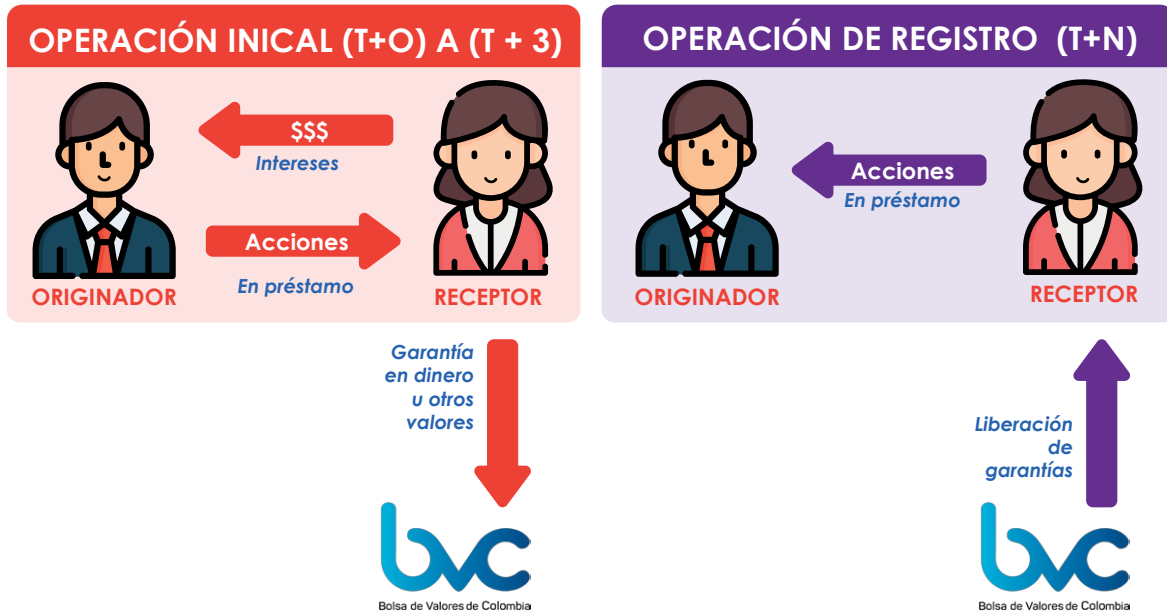 OPERACIÓN INICAL (T+O) A (T + 3)
$$$
Intereses
Acciones
En préstamo
ORIGINADOR
RECEPTOR
Garantía
en dinero
u otros
valores
bvc
Bolsa de Valores de Colombia
OPERACIÓN DE REGISTRO (T+N)
Acciones
En préstamo
ORIGINADOR
RECEPTOR
Liberación
de
garantías
bvc
Bolsa de Valores de Colombia